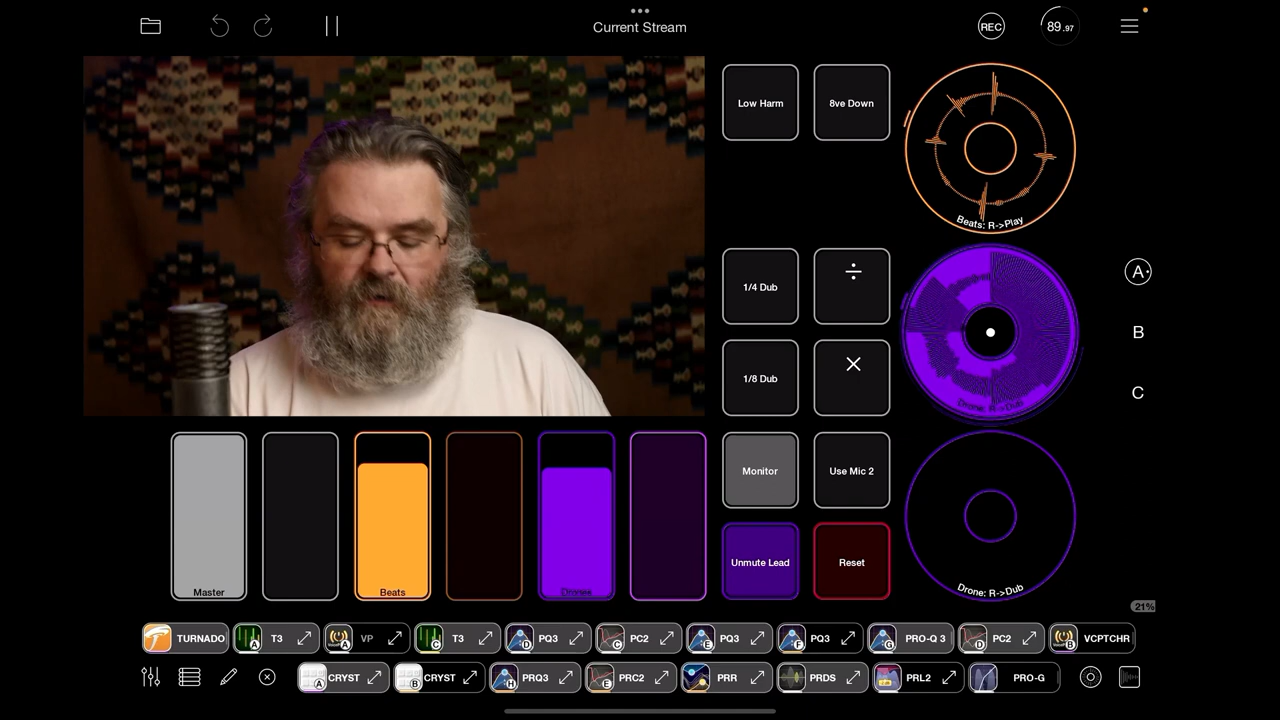 Current Stream
REC
89.97
Low Harm
8ve Down
Beats: R->Play
1/4 Dub
÷
A
B
C
1/8 Dub
×
Drone: R->Dub
Monitor
Use Mic 2
Unmute Lead
Reset
Master
Beats
Drones
Drone: R->Dub
21%
TURNADO
A
T3
A
VP
C
T3
D
PQ3
C
PC2
E
PQ3
F
PQ3
G
PRO-Q 3
D
PC2
B
VCPTCHR
A
CRYST
B
CRYST
H
PRQ3
E
PRC2
PRR
PRDS
PRL2
PRO-G